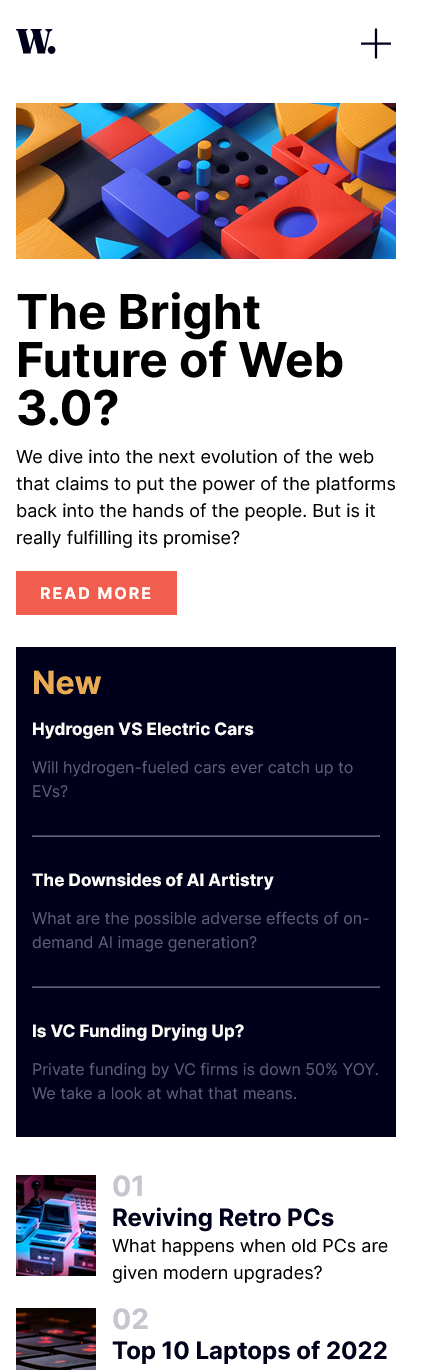 W.
The Bright
Future of Web
3.0?
We dive into the next evolution of the web
that claims to put the power of the platforms
back into the hands of the people. But is it
really fulfilling its promise?
READ MORE
New
Hydrogen VS Electric Cars
Will hydrogen-fueled cars ever catch up to
EVs?
The Downsides of AI Artistry
What are the possible adverse effects of on-
demand AI image generation?
Is VC Funding Drying Up?
Private funding by VC firms is down 50% YOY.
We take a look at what that means.
01
Reviving Retro PCs
What happens when old PCs are
given modern upgrades?
02
Top 10 Laptops of 2022